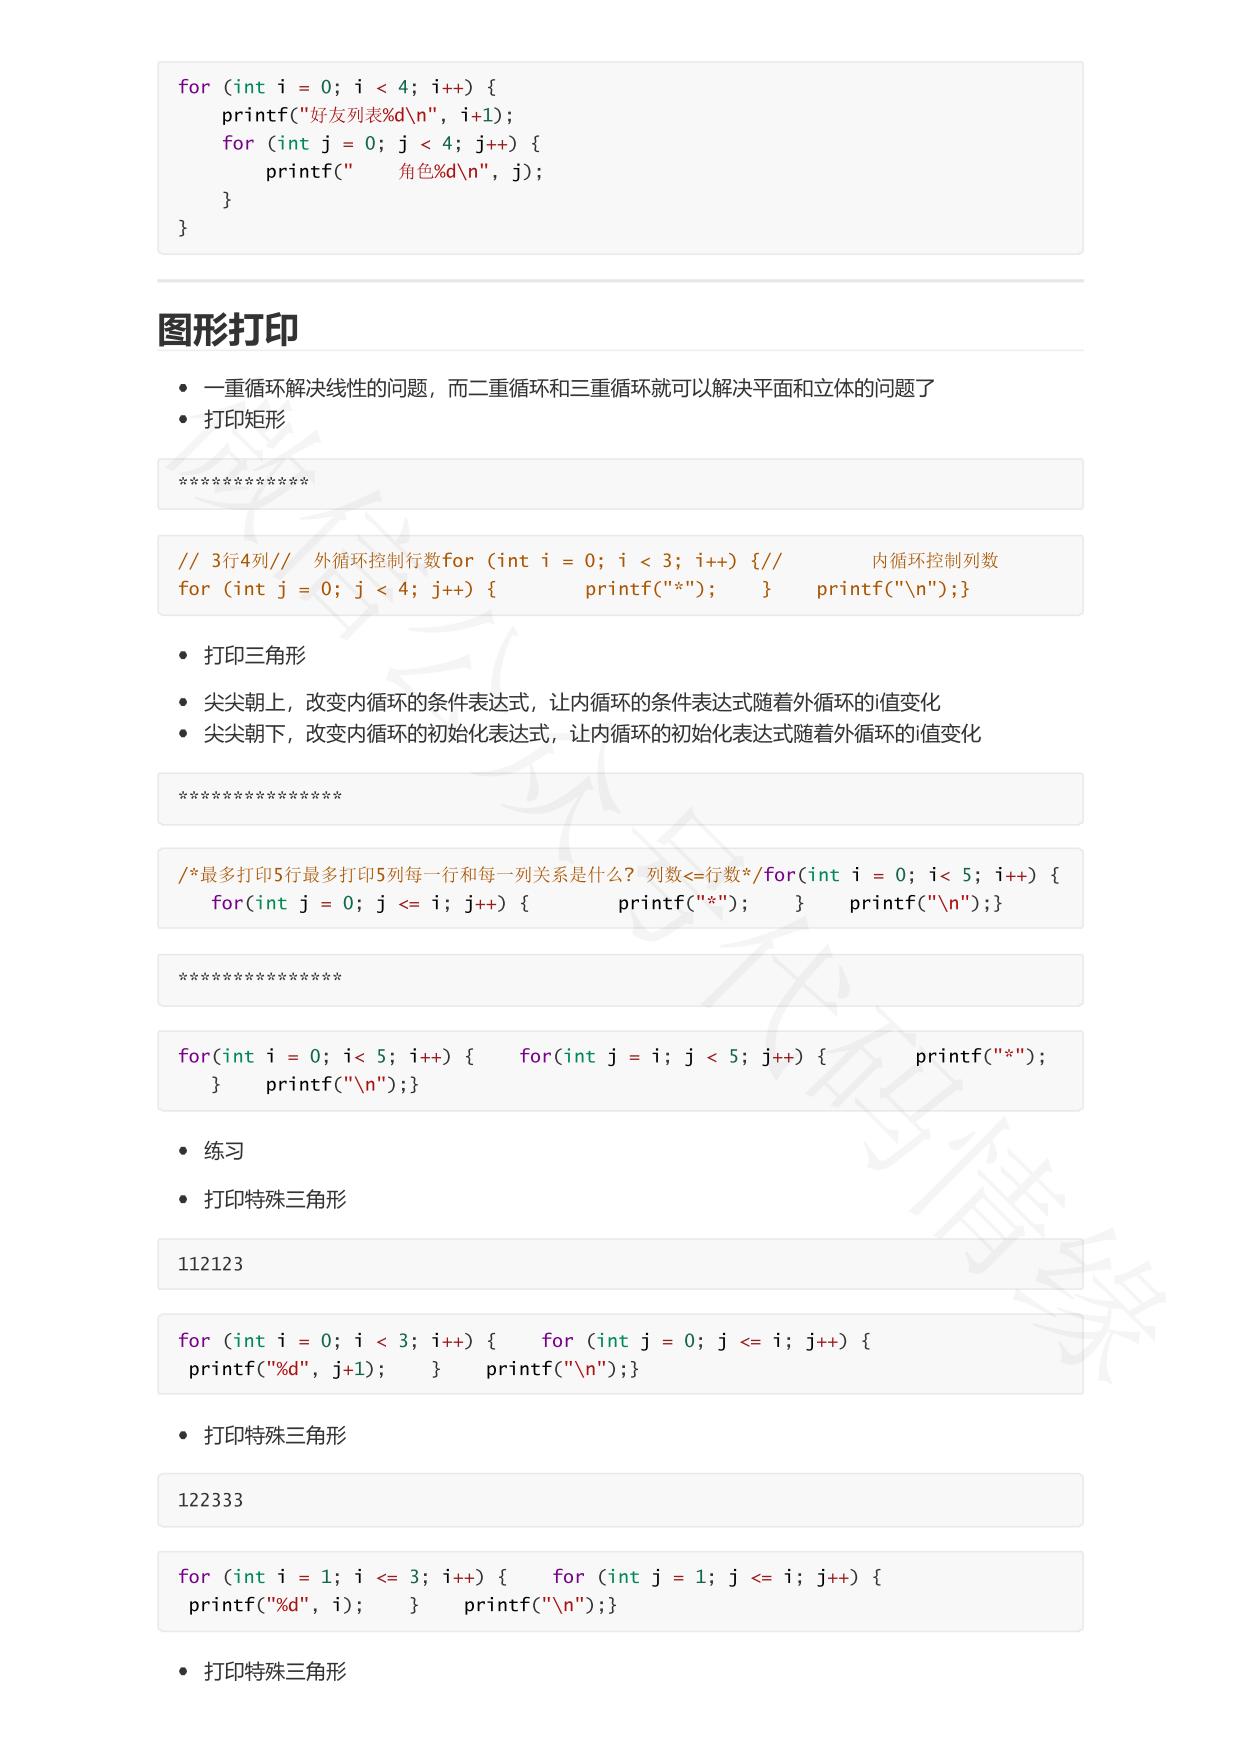 for (int i = 0; i < 4; i++) {
    printf("好友列表%d\n", i+1);
    for (int j = 0; j < 4; j++) {
        printf("    角色%d\n", j);
    }
}
图形打印
• 一重循环解决线性的问题，而二重循环和三重循环就可以解决平面和立体的问题了
• 打印矩形
************
// 3行4列//  外循环控制行数for (int i = 0; i < 3; i++) {//        内循环控制列数
for (int j = 0; j < 4; j++) {        printf("*");    }    printf("\n");}
• 打印三角形
• 尖尖朝上，改变内循环的条件表达式，让内循环的条件表达式随着外循环的i值变化
• 尖尖朝下，改变内循环的初始化表达式，让内循环的初始化表达式随着外循环的i值变化
***************
/*最多打印5行最多打印5列每一行和每一列关系是什么? 列数<=行数*/for(int i = 0; i< 5; i++) {
   for(int j = 0; j <= i; j++) {        printf("*");    }    printf("\n");}
***************
for(int i = 0; i< 5; i++) {    for(int j = i; j < 5; j++) {        printf("*");
   }    printf("\n");}
• 练习
• 打印特殊三角形
112123
for (int i = 0; i < 3; i++) {    for (int j = 0; j <= i; j++) {
 printf("%d", j+1);    }    printf("\n");}
• 打印特殊三角形
122333
for (int i = 1; i <= 3; i++) {    for (int j = 1; j <= i; j++) {
 printf("%d", i);    }    printf("\n");}
• 打印特殊三角形
微信公众号代码情缘